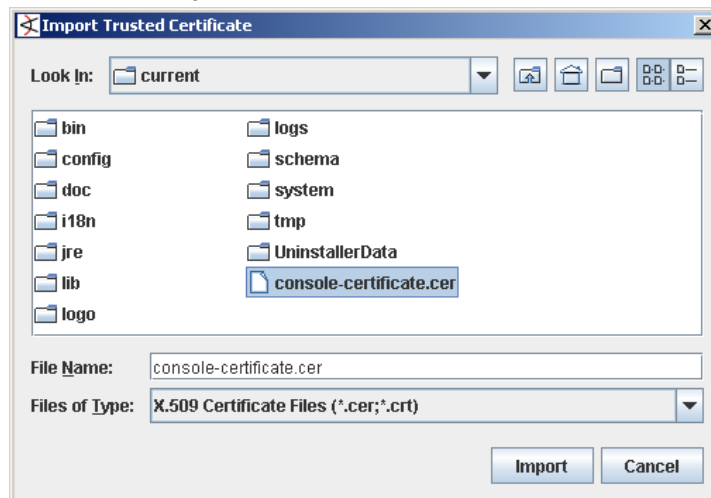 Import Trusted Certificate
Look In: current
bin
config
doc
i18n
jre
lib
logo
logs
schema
system
tmp
UninstallerData
console-certificate.cer
File Name: console-certificate.cer
Files of Type: X.509 Certificate Files (*.cer;*.crt)
Import Cancel